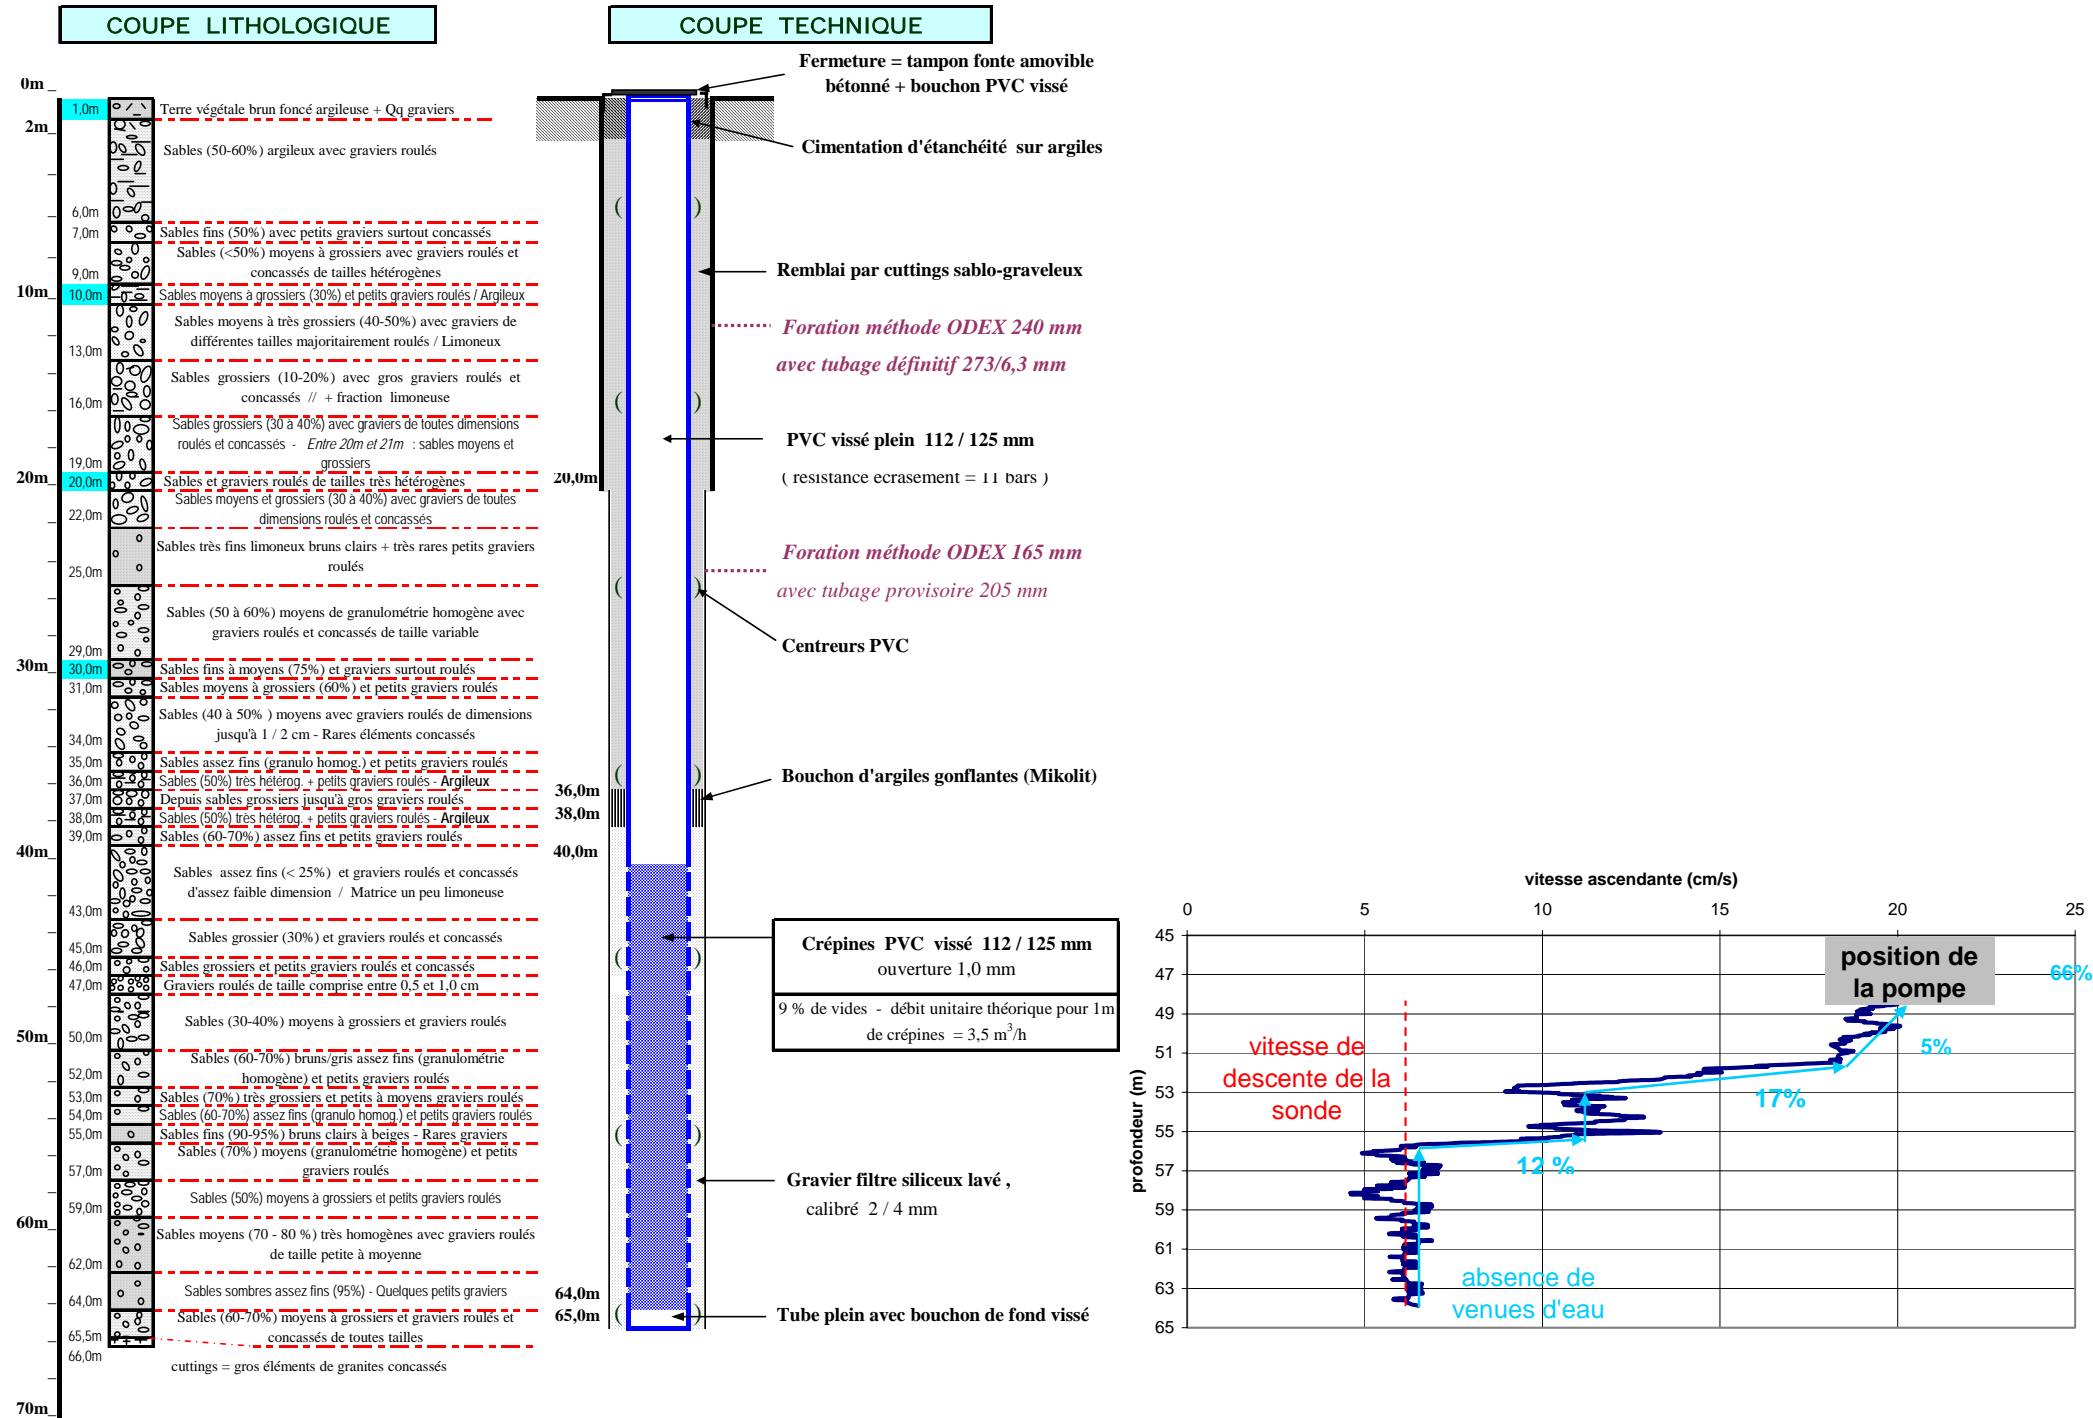 COUPE LITHOLOGIQUE
0m
1,0m
Terre végétale brun foncé argileuse + Qq graviers
2m
Sables (50-60%) argileux avec graviers roulés
6,0m
7,0m
Sables fins (50%) avec petits graviers surtout concassés
Sables (<50%) moyens à grossiers avec graviers roulés et
concassés de tailles hétérogènes
9,0m
10m
10,0m
Sables moyens à grossiers (30%) et petits graviers roulés / Argileux
Sables moyens à très grossiers (40-50%) avec graviers de
différentes tailles majoritairement roulés / Limoneux
13,0m
Sables grossiers (10-20%) avec gros graviers roulés et
concassés // + fraction limoneuse
16,0m
Sables grossiers (30 à 40%) avec graviers de toutes dimensions
roulés et concassés - Entre 20m et 21m : sables moyens et
grossiers
19,0m
20m
20,0m
Sables et graviers roulés de tailles très hétérogènes
Sables moyens et grossiers (30 à 40%) avec graviers de toutes
dimensions roulés et concassés
22,0m
Sables très fins limoneux bruns clairs + très rares petits graviers
roulés
25,0m
Sables (50 à 60%) moyens de granulométrie homogène avec
graviers roulés et concassés de taille variable
29,0m
30m
30,0m
Sables fins à moyens (75%) et graviers surtout roulés
31,0m
Sables moyens à grossiers (60%) et petits graviers roulés
Sables (40 à 50% ) moyens avec graviers roulés de dimensions
jusqu'à 1 / 2 cm - Rares éléments concassés
34,0m
35,0m
Sables assez fins (granulo homog.) et petits graviers roulés
36,0m
Sables (50%) très hétérog. + petits graviers roulés - Argileux
37,0m
Depuis sables grossiers jusqu'à gros graviers roulés
38,0m
Sables (50%) très hétérog. + petits graviers roulés - Argileux
39,0m
Sables (60-70%) assez fins et petits graviers roulés
40m
Sables assez fins (< 25%) et graviers roulés et concassés
d'assez faible dimension / Matrice un peu limoneuse
43,0m
Sables grossier (30%) et graviers roulés et concassés
45,0m
46,0m
Sables grossiers et petits graviers roulés et concassés
47,0m
Graviers roulés de taille comprise entre 0,5 et 1,0 cm
Sables (30-40%) moyens à grossiers et graviers roulés
50m
50,0m
Sables (60-70%) bruns/gris assez fins (granulométrie
homogène) et petits graviers roulés
52,0m
53,0m
Sables (70%) très grossiers et petits à moyens graviers roulés
54,0m
Sables (60-70%) assez fins (granulo homog.) et petits graviers roulés
55,0m
Sables fins (90-95%) bruns clairs à beiges - Rares graviers
Sables (70%) moyens (granulométrie homogène) et petits
graviers roulés
57,0m
Sables (50%) moyens à grossiers et petits graviers roulés
59,0m
60m
Sables moyens (70 - 80 %) très homogènes avec graviers roulés
de taille petite à moyenne
62,0m
Sables sombres assez fins (95%) - Quelques petits graviers
64,0m
Sables (60-70%) moyens à grossiers et graviers roulés et
concassés de toutes tailles
65,5m
66,0m
cuttings = gros éléments de granites concassés
70m
COUPE TECHNIQUE
Fermeture = tampon fonte amovible
bétonné + bouchon PVC vissé
Cimentation d'étanchéité sur argiles
Remblai par cuttings sablo-graveleux
Foration méthode ODEX 240 mm
avec tubage définitif 273/6,3 mm
PVC vissé plein 112 / 125 mm
( resistance ecrasement = 11 bars )
20,0m
Foration méthode ODEX 165 mm
avec tubage provisoire 205 mm
Centreurs PVC
Bouchon d'argiles gonflantes (Mikolit)
36,0m
38,0m
40,0m
Crépines PVC vissé 112 / 125 mm
ouverture 1,0 mm
9 % de vides - débit unitaire théorique pour 1m
de crépines = 3,5 m³/h
Gravier filtre siliceux lavé ,
calibré 2 / 4 mm
64,0m
65,0m
Tube plein avec bouchon de fond vissé
vitesse ascendante (cm/s)
0 5 10 15 20 25
profondeur (m)
45
47
49
51
53
55
57
59
61
63
65
position de
la pompe
66%
5%
17%
12 %
vitesse de
descente de la
sonde
absence de
venues d'eau